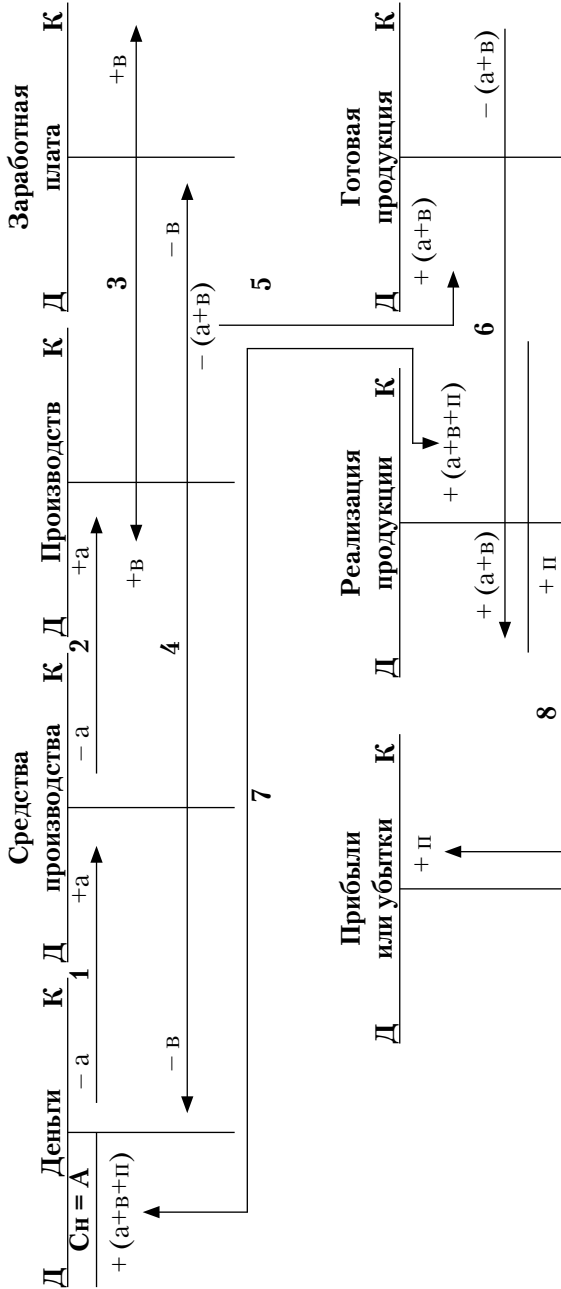 Средства Заработная
Д Деньги К Д производства К Д Производств К Д плата К
Сн = А − а 1 +а − а 2 +а 3 +в
+ (а+в+п) +в
− в 4 − в
− (а+в)
7 5
Прибыли Реализация Готовая
Д или убытки К Д продукции К Д продукция К
+ п + (а+в+п) + (а+в)
+ (а+в) 6 − (а+в)
8 + п